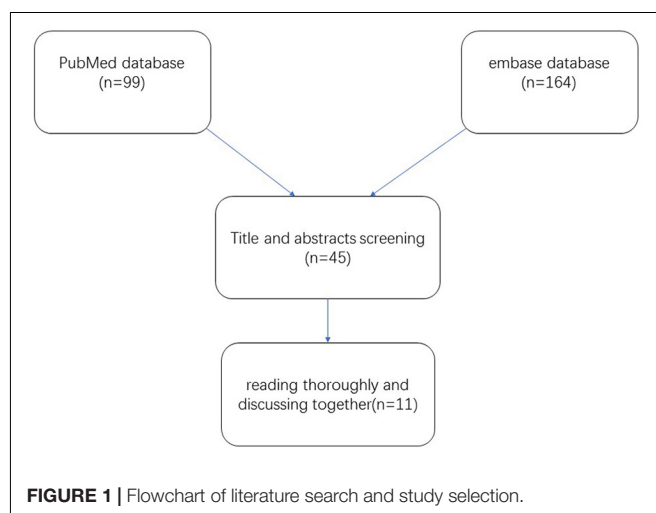 PubMed database
(n=99)
embase database
(n=164)
Title and abstracts screening
(n=45)
reading thoroughly and
discussing together(n=11)
FIGURE 1 | Flowchart of literature search and study selection.